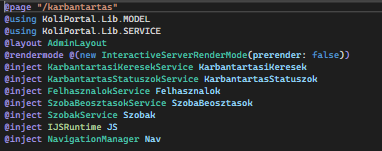 @page "/karbantartas"
@using KoliPortal.Lib.MODEL
@using KoliPortal.Lib.SERVICE
@layout AdminLayout
@rendermode @(new InteractiveServerRenderMode(prerender: false))
@inject KarbantartasiKeresekService KarbantartasiKeresek
@inject KarbantartasStatuszokService KarbantartasStatuszok
@inject FelhasznalokService Felhasznalok
@inject SzobaBeosztasokService SzobaBeosztasok
@inject SzobakService Szobak
@inject IJSRuntime JS
@inject NavigationManager Nav